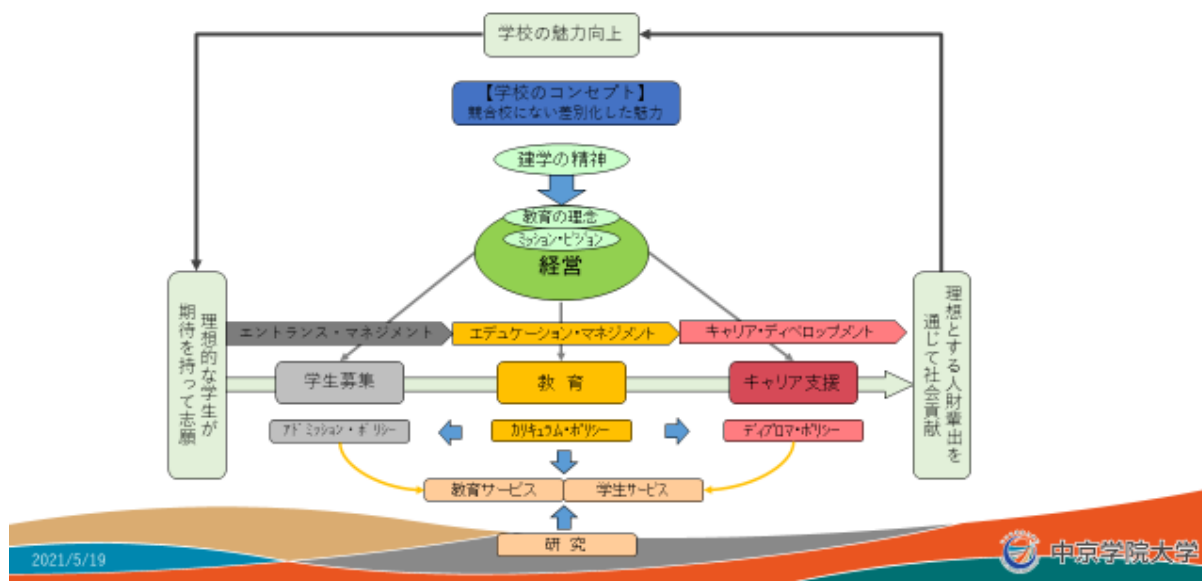 学校の魅力向上
【学校のコンセプト】
競合校にない差別化した魅力
建学の精神
教育の理念
ミッション・ビジョン
経営
理想的な学生が
期待を持って志願
エントランス・マネジメント
エデュケーション・マネジメント
キャリア・ディベロップメント
学生募集
教 育
キャリア支援
アドミッション・ポリシー
カリキュラム・ポリシー
ディプロマ・ポリシー
教育サービス
学生サービス
研 究
理想とする人財輩出を
通じて社会貢献
2021/5/19
中京学院大学